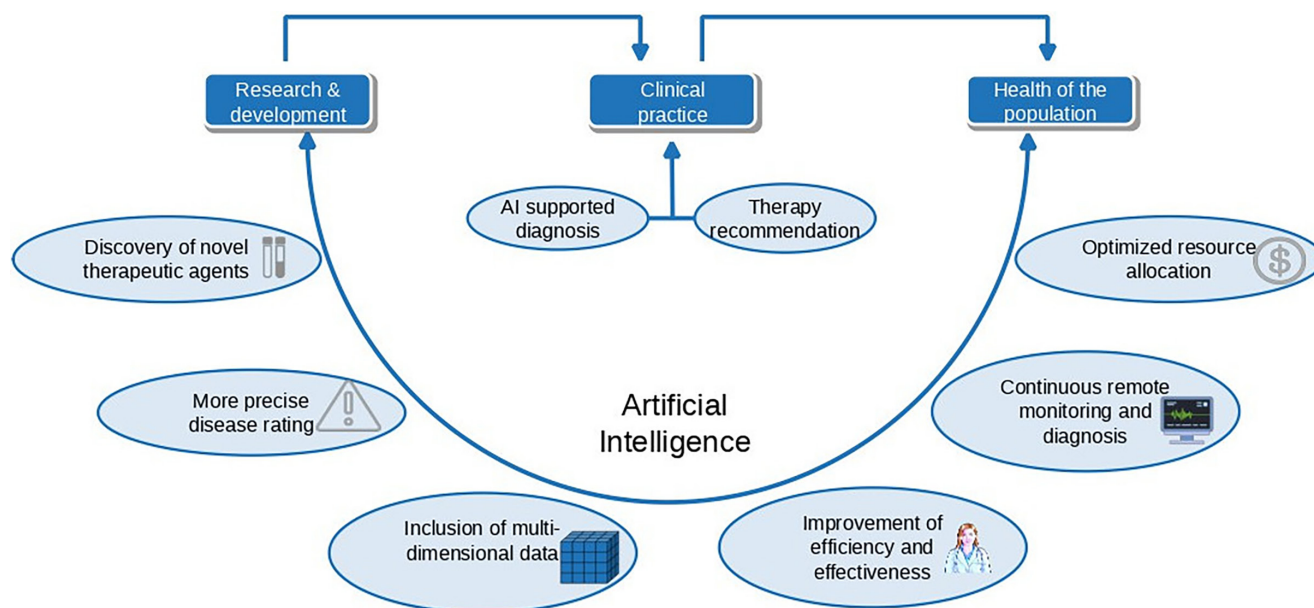 Research &
development
Clinical
practice
Health of the
population
AI supported
diagnosis
Therapy
recommendation
Discovery of novel
therapeutic agents
Optimized resource
allocation
$
More precise
disease rating
Artificial
Intelligence
Continuous remote
monitoring and
diagnosis
Inclusion of multi-
dimensional data
Improvement of
efficiency and
effectiveness